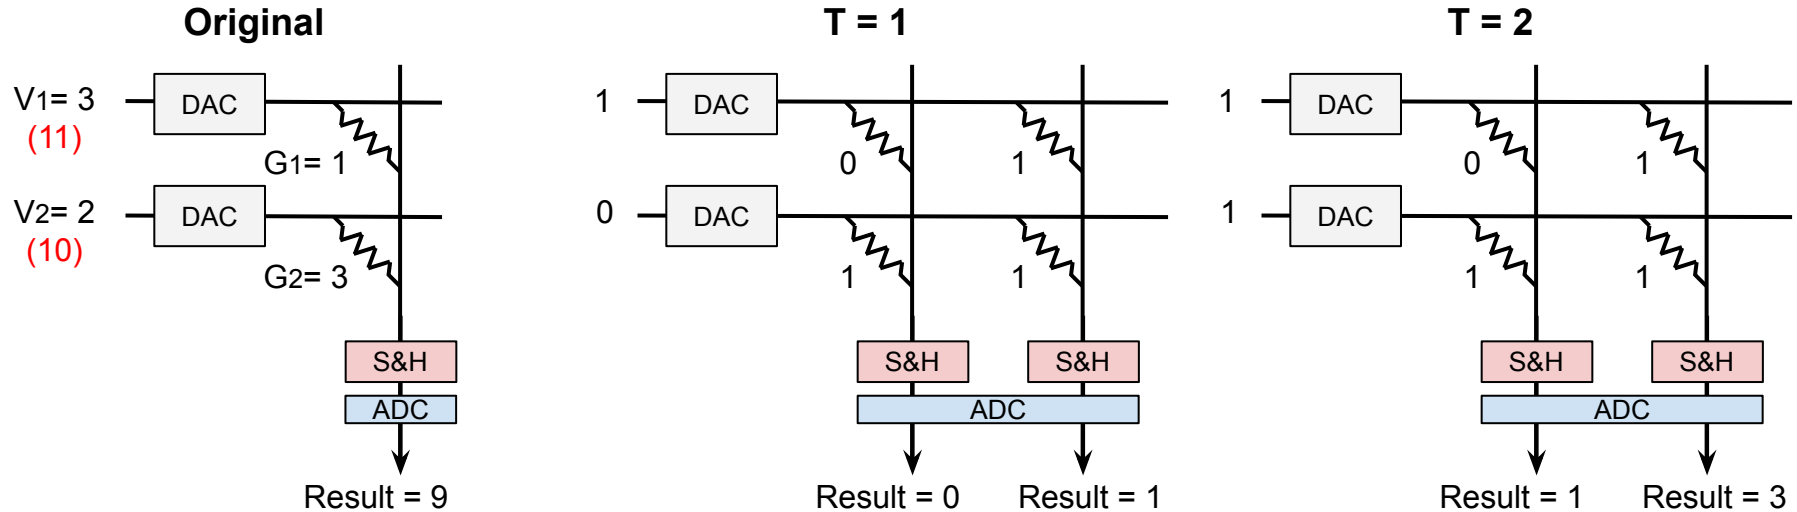 Original
V1= 3
(11)
DAC
G1= 1
V2= 2
(10)
DAC
G2= 3
S&H
ADC
Result = 9
T = 1
1
DAC
0
1
0
DAC
1
1
S&H
S&H
ADC
Result = 0
Result = 1
T = 2
1
DAC
0
1
1
DAC
1
1
S&H
S&H
ADC
Result = 1
Result = 3